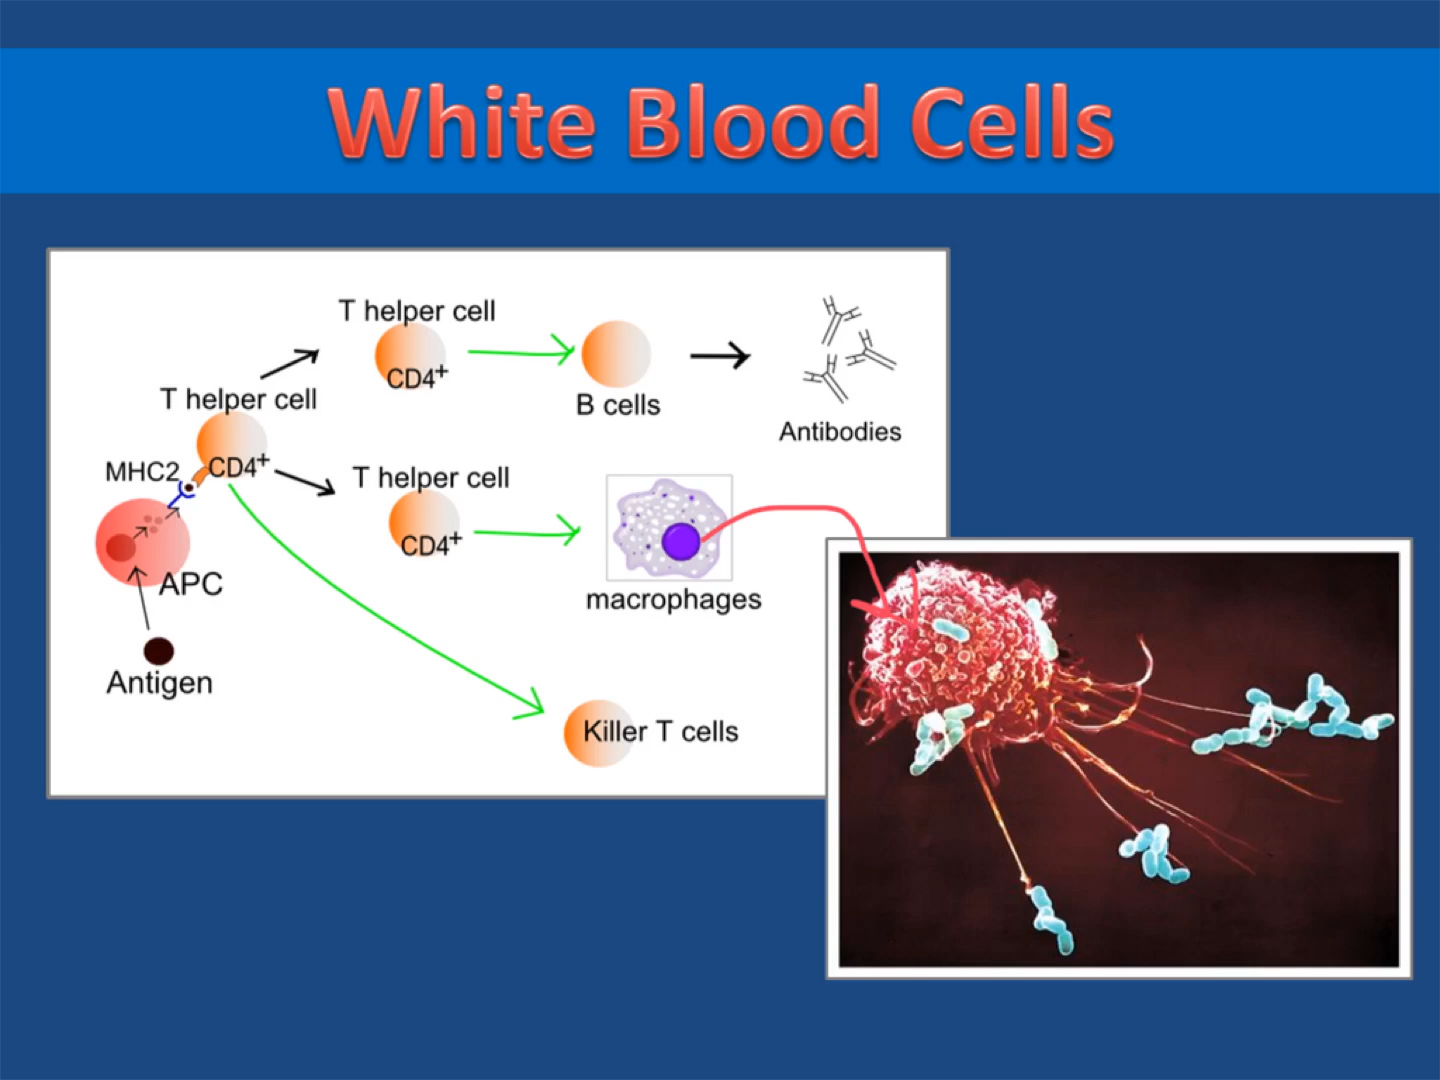 White Blood Cells
T helper cell
CD4+
B cells
Antibodies
T helper cell
CD4+
MHC2
APC
Antigen
T helper cell
CD4+
macrophages
Killer T cells